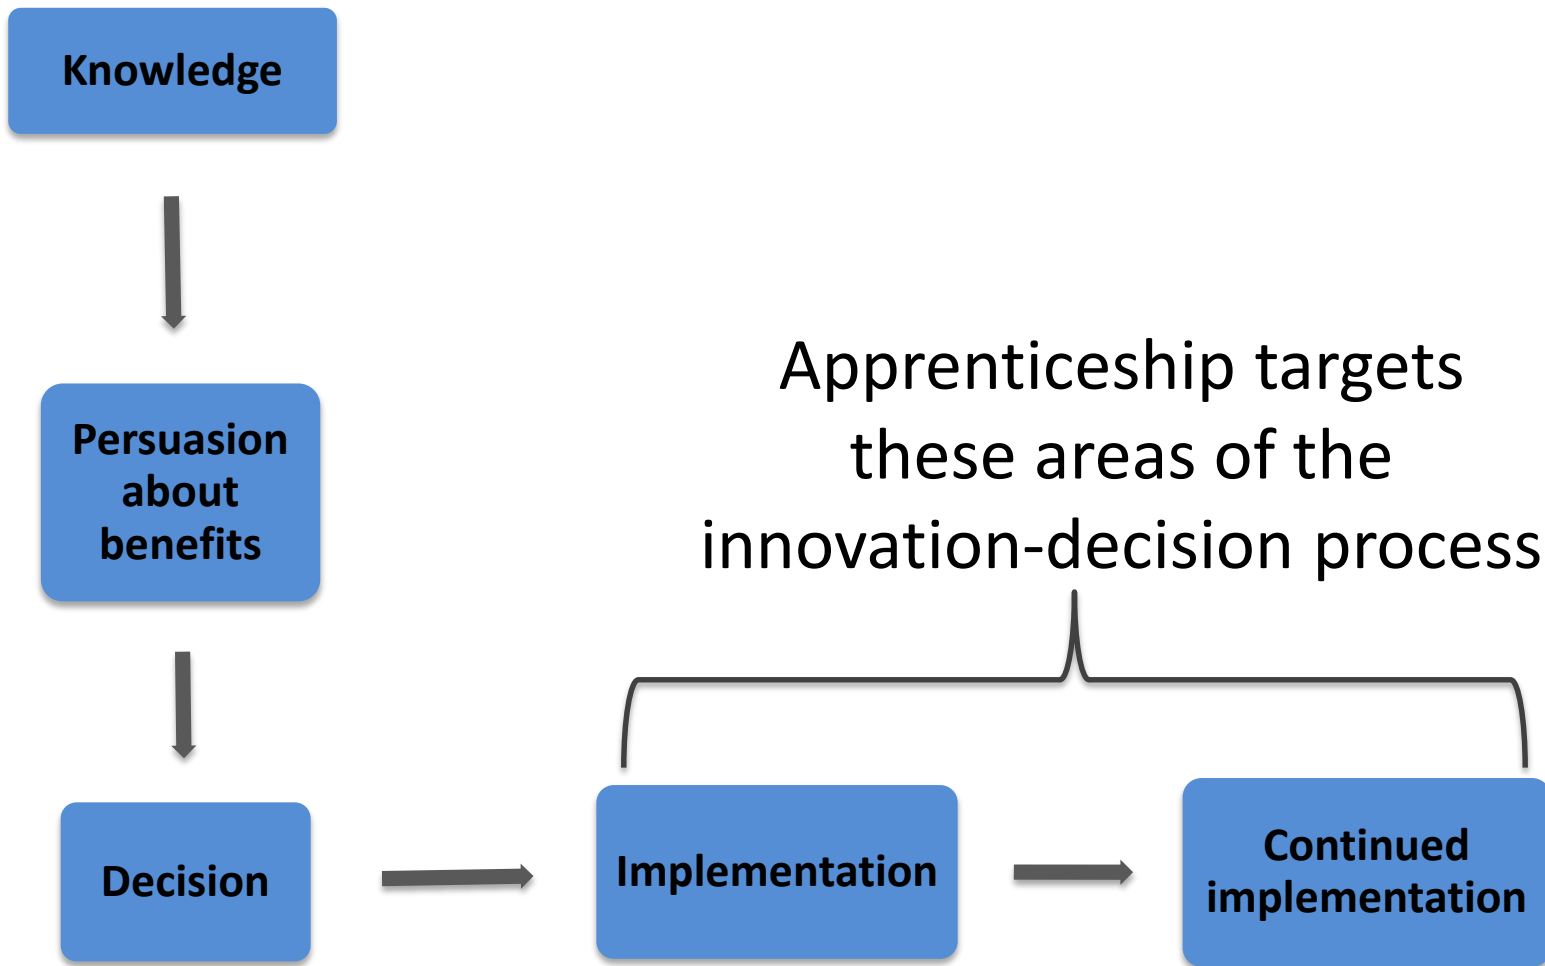 Knowledge
Persuasion
about
benefits
Apprenticeship targets
these areas of the
innovation-decision process
Decision
Implementation
Continued
implementation